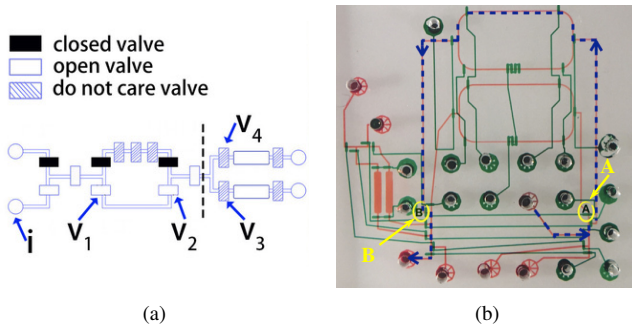 closed valve
open valve
do not care valve
V4
V1
V2
V3
i
A
A
B
B
(a)
(b)